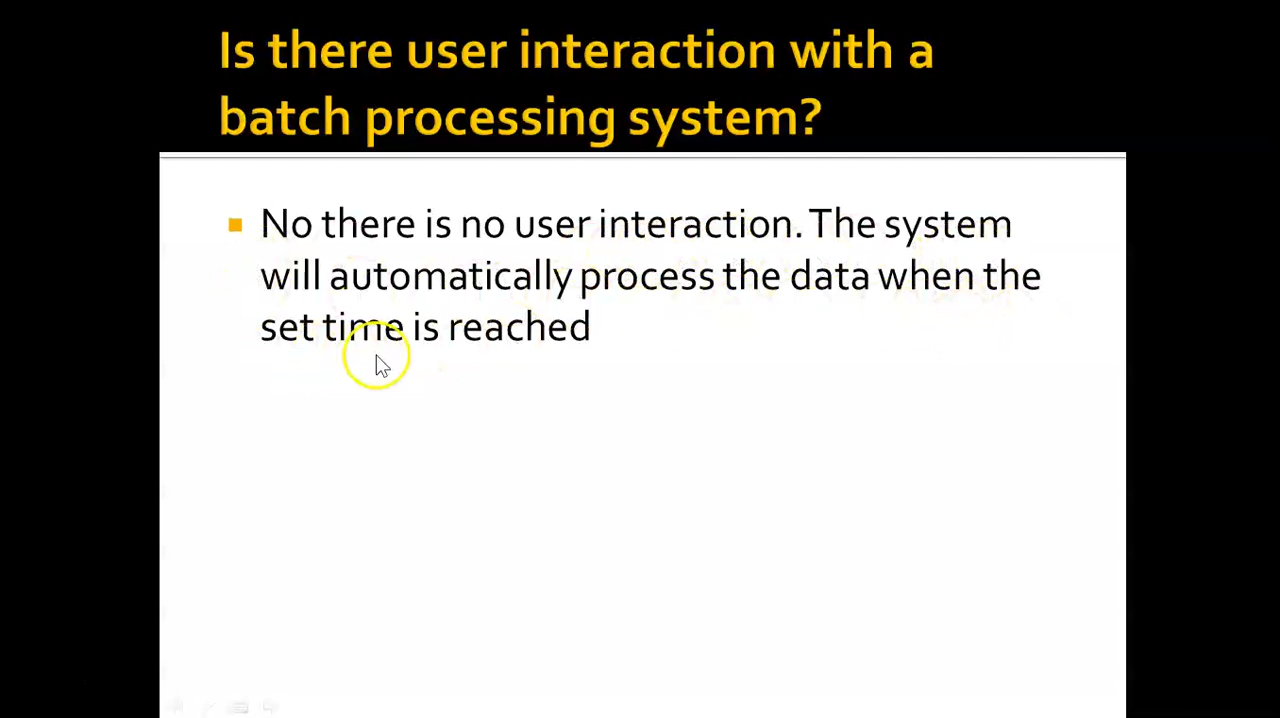 Is there user interaction with a
batch processing system?
No there is no user interaction. The system
will automatically process the data when the
set time is reached